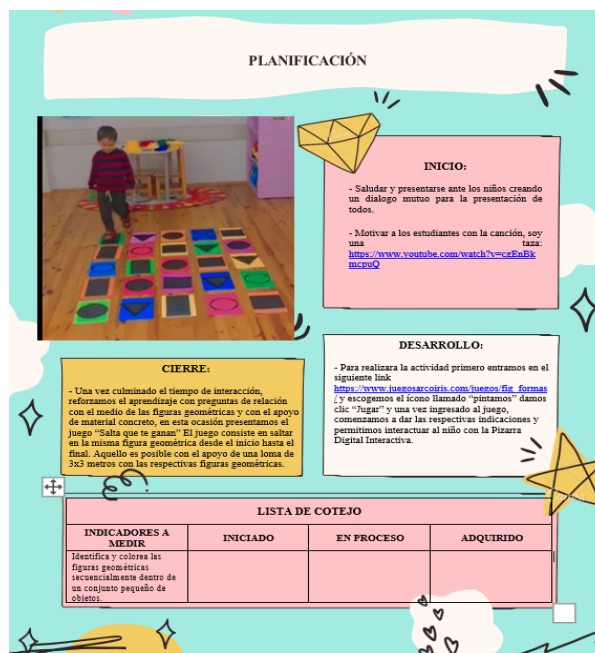 PLANIFICACIÓN
INICIO:
- Saludar y presentarse ante los niños creando
un dialogo mutuo para la presentación de
todos.
- Motivar a los estudiantes con la canción, soy
una taza:
https://www.youtube.com/watch?v=cgEnBk
mcpuQ
DESARROLLO:
- Para realizara la actividad primero entramos en el
siguiente link
https://www.juegosarcoiris.com/juegos/fig_formas
/ y escogemos el ícono llamado “pintamos” damos
clic “Jugar” y una vez ingresado al juego,
comenzamos a dar las respectivas indicaciones y
permitimos interactuar al niño con la Pizarra
Digital Interactiva.
CIERRE:
- Una vez culminado el tiempo de interacción,
reforzamos el aprendizaje con preguntas de relación
con el medio de las figuras geométricas y con el apoyo
de material concreto, en esta ocasión presentamos el
juego “Salta que te ganan” El juego consiste en saltar
en la misma figura geométrica desde el inicio hasta el
final. Aquello es posible con el apoyo de una loma de
3x3 metros con las respectivas figuras geométricas.
LISTA DE COTEJO
INDICADORES A
MEDIR
INICIADO
EN PROCESO
ADQUIRIDO
Identifica y colorea las
figuras geométricas
secuencialmente dentro de
un conjunto pequeño de
objetos.